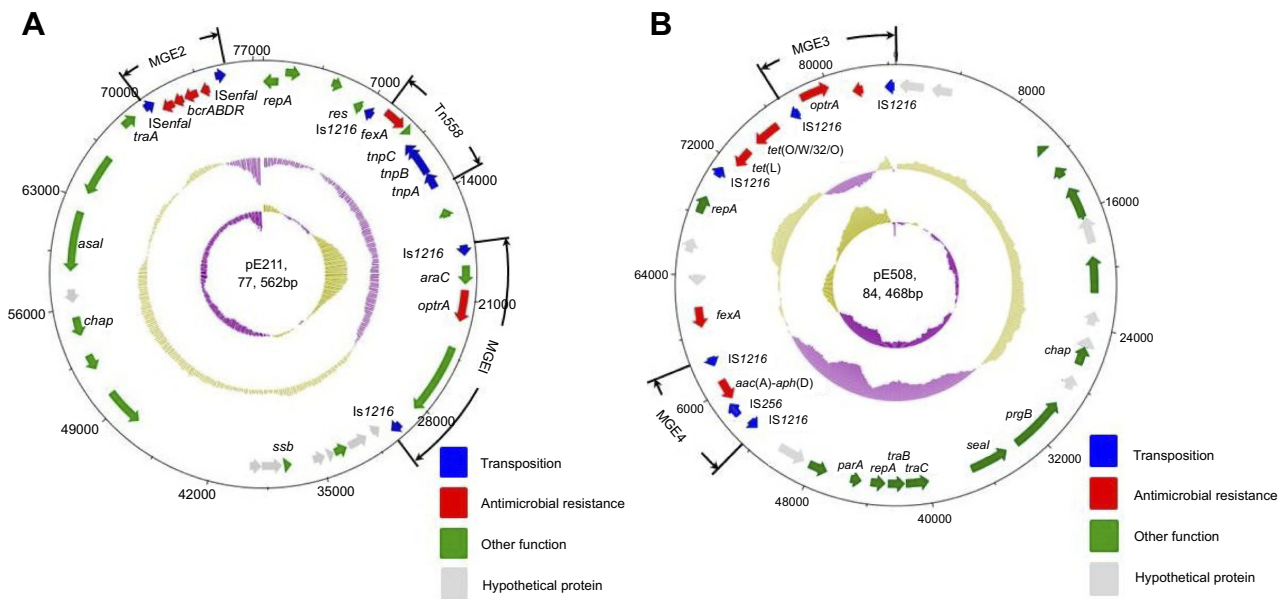 A
MGE2
77000
70000
ISenfal
bcrABDR
ISenfal
traA
repA
res
Is1216
fexA
7000
Tn558
tnpC
tnpB
tnpA
14000
63000
asal
56000
chap
49000
42000
35000
ssb
28000
Is1216
Is1216
araC
optrA
21000
MGEI
pE211,
77, 562bp
Transposition
Antimicrobial resistance
Other function
Hypothetical protein
B
MGE3
80000
optrA
IS1216
IS1216
tet(O/W/32/O)
tet(L)
IS1216
72000
repA
64000
fexA
IS1216
aac(A)-aph(D)
IS256
IS1216
6000
MGE4
48000
parA
repA
traB
traC
40000
seal
prgB
32000
chap
24000
16000
8000
pE508,
84, 468bp
Transposition
Antimicrobial resistance
Other function
Hypothetical protein